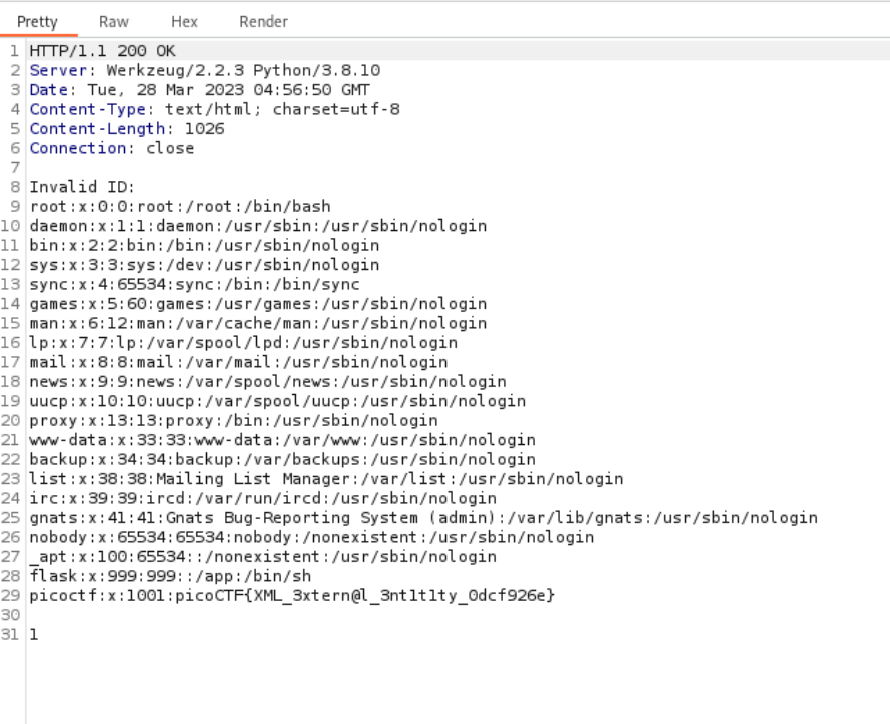 Pretty Raw Hex Render
1 HTTP/1.1 200 OK
2 Server: Werkzeug/2.2.3 Python/3.8.10
3 Date: Tue, 28 Mar 2023 04:56:50 GMT
4 Content-Type: text/html; charset=utf-8
5 Content-Length: 1026
6 Connection: close
7
8 Invalid ID:
9 root:x:0:0:root:/root:/bin/bash
10 daemon:x:1:1:daemon:/usr/sbin:/usr/sbin/nologin
11 bin:x:2:2:bin:/bin:/usr/sbin/nologin
12 sys:x:3:3:sys:/dev:/usr/sbin/nologin
13 sync:x:4:65534:sync:/bin:/bin/sync
14 games:x:5:60:games:/usr/games:/usr/sbin/nologin
15 man:x:6:12:man:/var/cache/man:/usr/sbin/nologin
16 lp:x:7:7:lp:/var/spool/lpd:/usr/sbin/nologin
17 mail:x:8:8:mail:/var/mail:/usr/sbin/nologin
18 news:x:9:9:news:/var/spool/news:/usr/sbin/nologin
19 uucp:x:10:10:uucp:/var/spool/uucp:/usr/sbin/nologin
20 proxy:x:13:13:proxy:/bin:/usr/sbin/nologin
21 www-data:x:33:33:www-data:/var/www:/usr/sbin/nologin
22 backup:x:34:34:backup:/var/backups:/usr/sbin/nologin
23 list:x:38:38:Mailing List Manager:/var/list:/usr/sbin/nologin
24 irc:x:39:39:ircd:/var/run/ircd:/usr/sbin/nologin
25 gnats:x:41:41:Gnats Bug-Reporting System (admin):/var/lib/gnats:/usr/sbin/nologin
26 nobody:x:65534:65534:nobody:/nonexistent:/usr/sbin/nologin
27 _apt:x:100:65534::/nonexistent:/usr/sbin/nologin
28 flask:x:999:999::/app:/bin/sh
29 picoctf:x:1001:picoCTF{XML_3xtern@l_3nt1t1ty_0dcf926e}
30
31 1